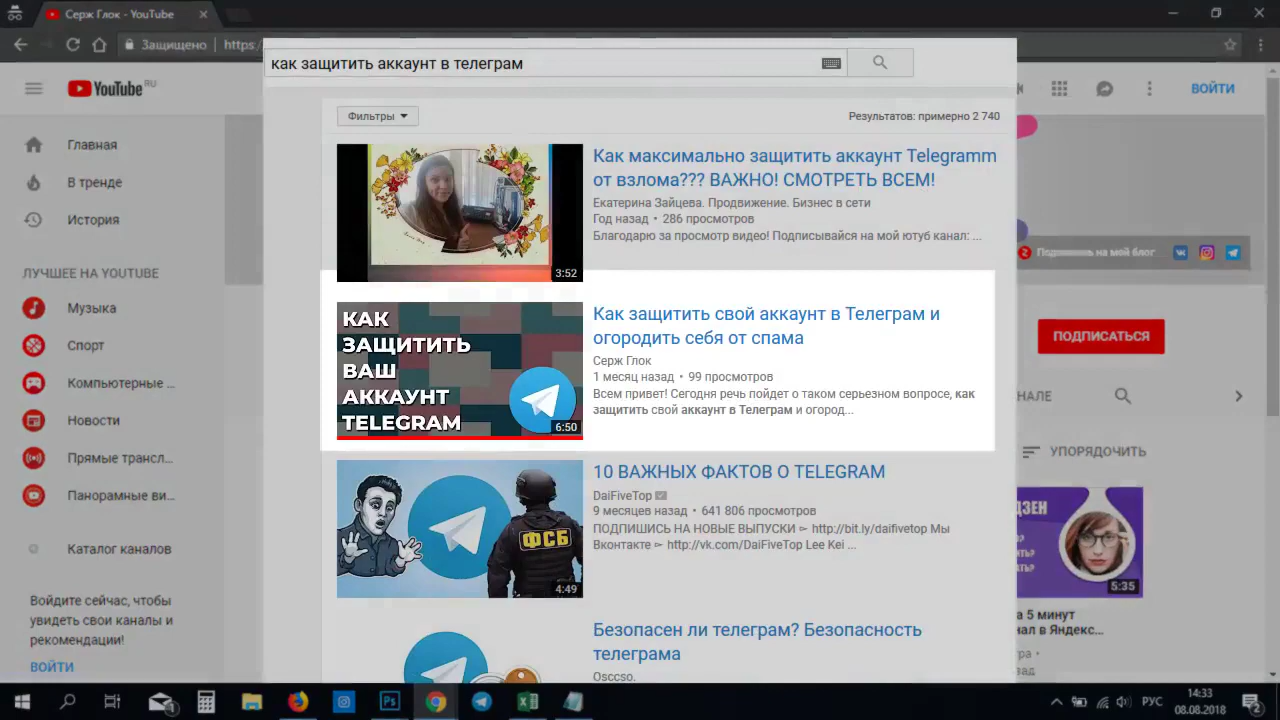 Серж Глок - YouTube
Защищено
https:
как защитить аккаунт в телеграм
YouTube RU
ВОЙТИ
Главная
В тренде
История
ЛУЧШЕЕ НА YOUTUBE
Музыка
Спорт
Компьютерные ...
Новости
Прямые трансл...
Панорамные ви...
Каталог каналов
Войдите сейчас, чтобы
увидеть свои каналы и
рекомендации!
ВОЙТИ
Фильтры
Результатов: примерно 2 740
3:52
Как максимально защитить аккаунт Telegramm
от взлома??? ВАЖНО! СМОТРЕТЬ ВСЕМ!
Екатерина Зайцева. Продвижение. Бизнес в сети
Год назад • 286 просмотров
Благодарю за просмотр видео! Подписывайся на мой ютуб канал: ...
КАК
ЗАЩИТИТЬ
ВАШ
АККАУНТ
TELEGRAM
6:50
Как защитить свой аккаунт в Телеграм и
огородить себя от спама
Серж Глок
1 месяц назад • 99 просмотров
Всем привет! Сегодня речь пойдет о таком серьезном вопросе, как
защитить свой аккаунт в Телеграм и огород...
ФСБ
4:49
10 ВАЖНЫХ ФАКТОВ О TELEGRAM
DaiFiveTop
9 месяцев назад • 641 806 просмотров
ПОДПИШИСЬ НА НОВЫЕ ВЫПУСКИ ► http://bit.ly/daifivetop Мы
Вконтакте ► http://vk.com/DaiFiveTop Lee Kei ...
Безопасен ли телеграм? Безопасность
телеграма
Osccso.
Подпишись на мой блог
ПОДПИСАТЬСЯ
НАЛЕ
УПОРЯДОЧИТЬ
ДЗЕН
5:35
а 5 минут
нал в Яндекс...
РУС
14:33
08.08.2018